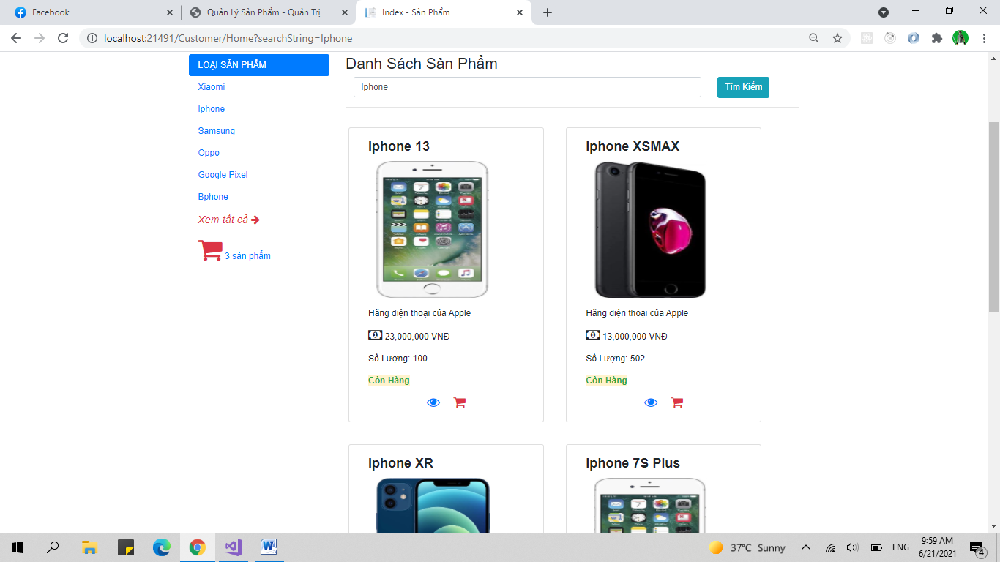 Facebook
Quản Lý Sản Phẩm - Quản Trị
Index - Sản Phẩm
localhost:21491/Customer/Home?searchString=Iphone
LOẠI SẢN PHẨM
Xiaomi
Iphone
Samsung
Oppo
Google Pixel
Bphone
Xem tất cả
3 sản phẩm
Danh Sách Sản Phẩm
Iphone
Tìm Kiếm
Iphone 13
Hãng điện thoại của Apple
23,000,000 VNĐ
Số Lượng: 100
Còn Hàng
Iphone XSMAX
Hãng điện thoại của Apple
13,000,000 VNĐ
Số Lượng: 502
Còn Hàng
Iphone XR
Iphone 7S Plus
37°C Sunny
ENG
9:59 AM
6/21/2021
4